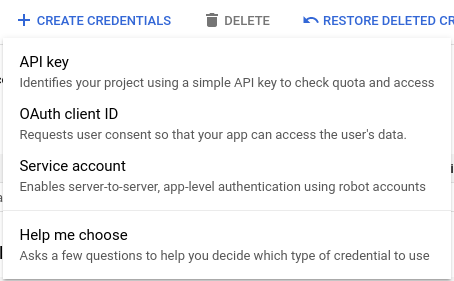 CREATE CREDENTIALS DELETE RESTORE DELETED CR
API key
Identifies your project using a simple API key to check quota and access
OAuth client ID
Requests user consent so that your app can access the user's data.
Service account
Enables server-to-server, app-level authentication using robot accounts
Help me choose
Asks a few questions to help you decide which type of credential to use